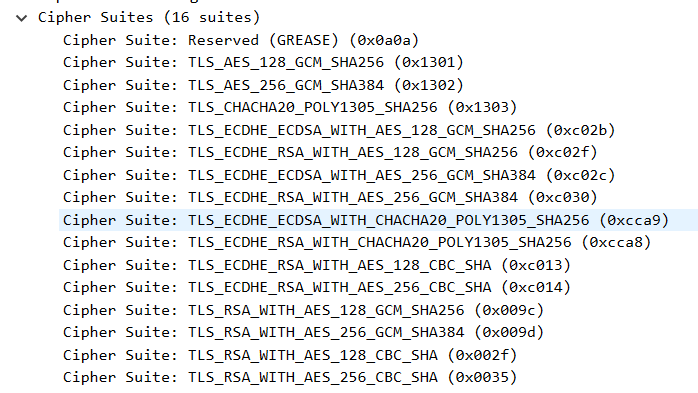 Cipher Suites (16 suites)
Cipher Suite: Reserved (GREASE) (0x0a0a)
Cipher Suite: TLS_AES_128_GCM_SHA256 (0x1301)
Cipher Suite: TLS_AES_256_GCM_SHA384 (0x1302)
Cipher Suite: TLS_CHACHA20_POLY1305_SHA256 (0x1303)
Cipher Suite: TLS_ECDHE_ECDSA_WITH_AES_128_GCM_SHA256 (0xc02b)
Cipher Suite: TLS_ECDHE_RSA_WITH_AES_128_GCM_SHA256 (0xc02f)
Cipher Suite: TLS_ECDHE_ECDSA_WITH_AES_256_GCM_SHA384 (0xc02c)
Cipher Suite: TLS_ECDHE_RSA_WITH_AES_256_GCM_SHA384 (0xc030)
Cipher Suite: TLS_ECDHE_ECDSA_WITH_CHACHA20_POLY1305_SHA256 (0xcca9)
Cipher Suite: TLS_ECDHE_RSA_WITH_CHACHA20_POLY1305_SHA256 (0xcca8)
Cipher Suite: TLS_ECDHE_RSA_WITH_AES_128_CBC_SHA (0xc013)
Cipher Suite: TLS_ECDHE_RSA_WITH_AES_256_CBC_SHA (0xc014)
Cipher Suite: TLS_RSA_WITH_AES_128_GCM_SHA256 (0x009c)
Cipher Suite: TLS_RSA_WITH_AES_256_GCM_SHA384 (0x009d)
Cipher Suite: TLS_RSA_WITH_AES_128_CBC_SHA (0x002f)
Cipher Suite: TLS_RSA_WITH_AES_256_CBC_SHA (0x0035)